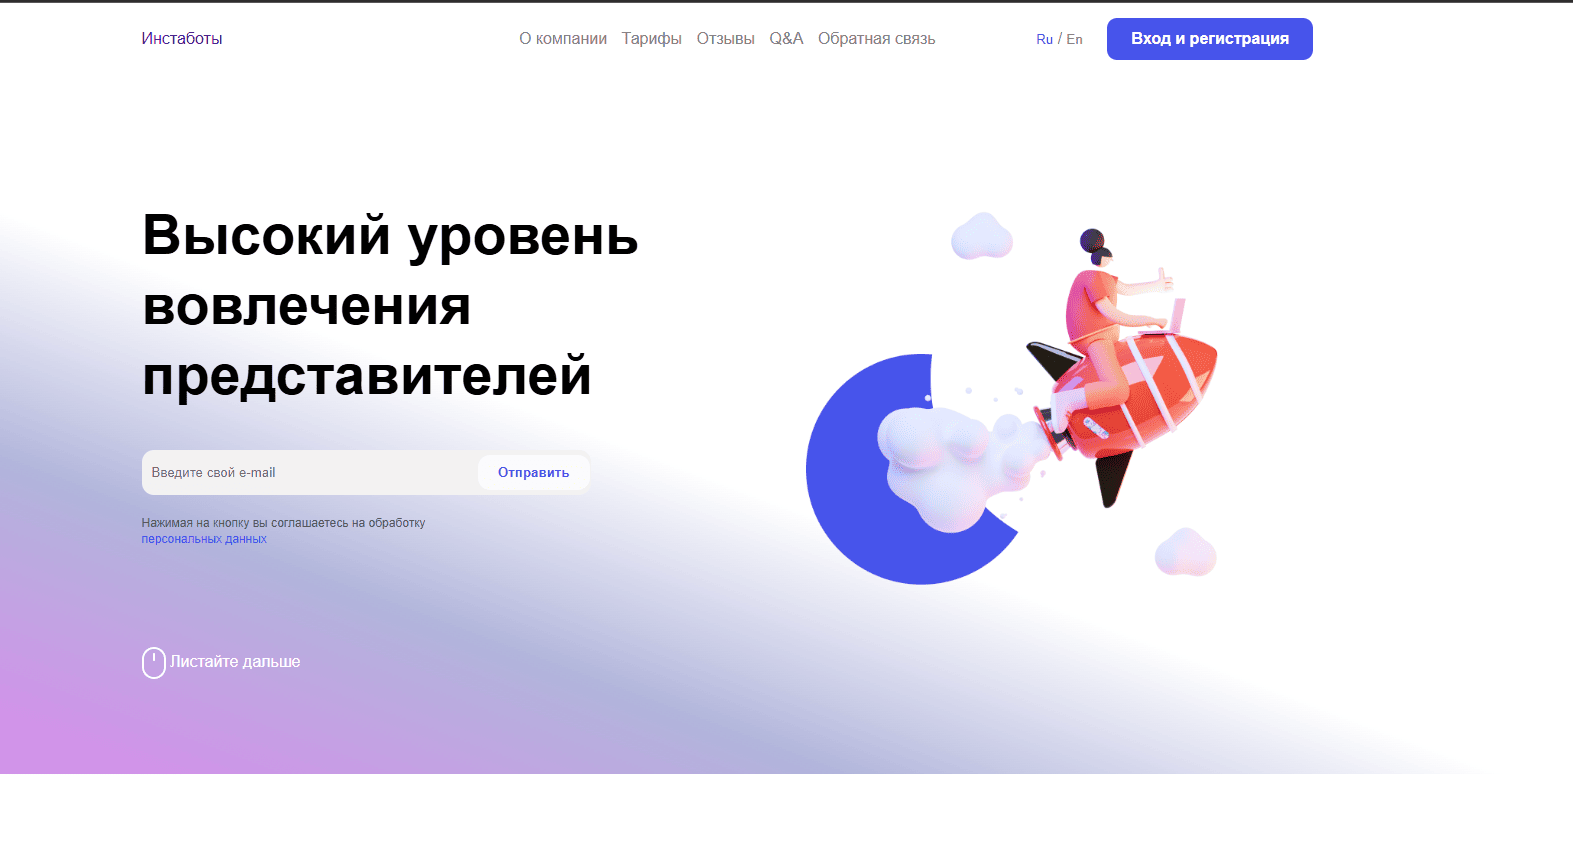 Инстаботы
О компании Тарифы Отзывы Q&A Обратная связь
Ru / En
Вход и регистрация
Высокий уровень
вовлечения
представителей
Введите свой e-mail
Отправить
Нажимая на кнопку вы соглашаетесь на обработку
персональных данных
Листайте дальше